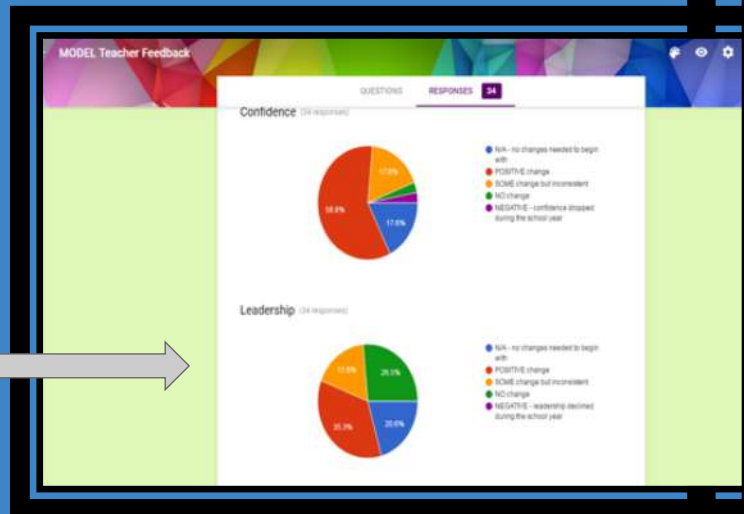 MODEL Teacher Feedback
QUESTIONS RESPONSES 34
Confidence (34 responses)
17.6%
58.8%
17.6%
N/A - no changes needed to begin
with
POSITIVE change
SOME change but inconsistent
NO change
NEGATIVE - confidence dropped
during the school year
Leadership (34 responses)
26.5%
35.3%
20.6%
N/A - no changes needed to begin
with
POSITIVE change
SOME change but inconsistent
NO change
NEGATIVE - leadership declined
during the school year